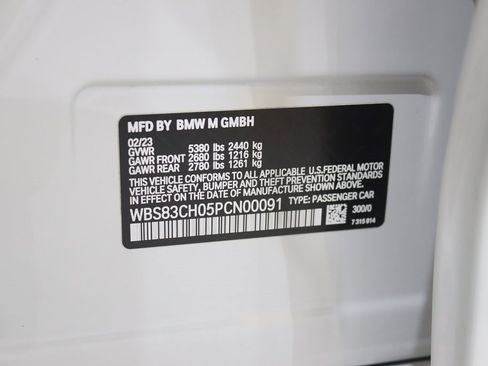 MFD BY BMW M GMBH
02/23
GVWR 5380 lbs 2440 kg
GAWR FRONT 2680 lbs 1216 kg
GAWR REAR 2780 lbs 1261 kg
THIS VEHICLE CONFORMS TO ALL APPLICABLE U.S.FEDERAL MOTOR
VEHICLE SAFETY, BUMPER, AND THEFT PREVENTION STANDARDS IN
EFFECT ON THE DATE OF MANUFACTURE SHOWN ABOVE.
WBS83CH05PCN00091 TYPE: PASSENGER CAR
300/0
7 315 814